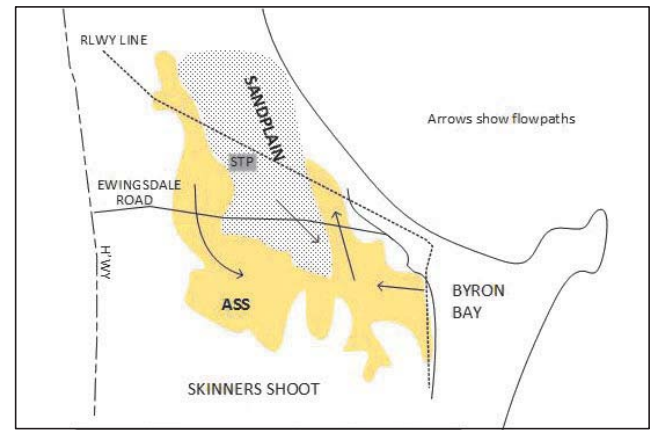 RLWY LINE
SANDPLAIN
Arrows show flowpaths
STP
EWINGSDALE
ROAD
H'WY
ASS
BYRON
BAY
SKINNERS SHOOT